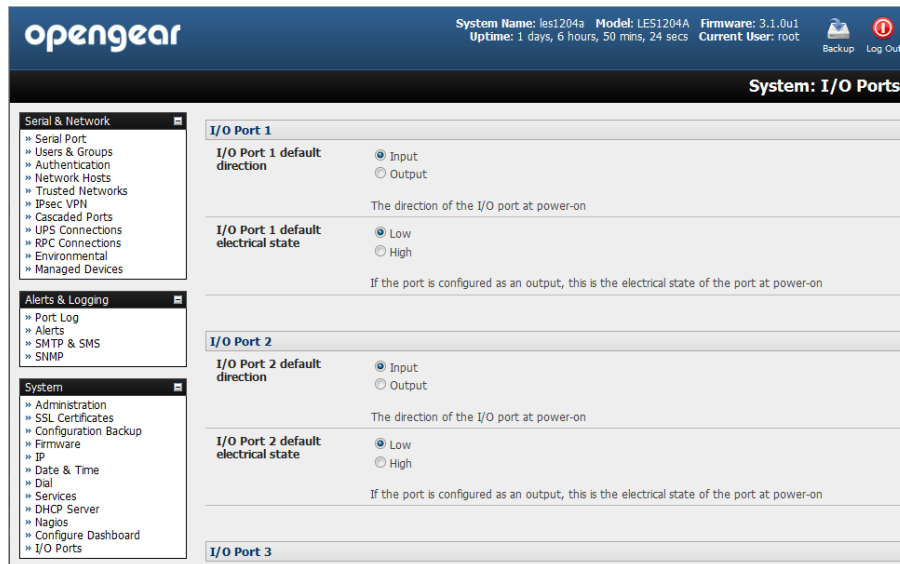 opengear
System Name: les1204a Model: LES1204A Firmware: 3.1.0u1
Uptime: 1 days, 6 hours, 50 mins, 24 secs Current User: root
Backup
Log Out
System: I/O Ports
Serial & Network
» Serial Port
» Users & Groups
» Authentication
» Network Hosts
» Trusted Networks
» IPsec VPN
» Cascaded Ports
» UPS Connections
» RPC Connections
» Environmental
» Managed Devices
Alerts & Logging
» Port Log
» Alerts
» SMTP & SMS
» SNMP
System
» Administration
» SSL Certificates
» Configuration Backup
» Firmware
» IP
» Date & Time
» Dial
» Services
» DHCP Server
» Nagios
» Configure Dashboard
» I/O Ports
I/O Port 1
I/O Port 1 default
direction
Input
Output
The direction of the I/O port at power-on
I/O Port 1 default
electrical state
Low
High
If the port is configured as an output, this is the electrical state of the port at power-on
I/O Port 2
I/O Port 2 default
direction
Input
Output
The direction of the I/O port at power-on
I/O Port 2 default
electrical state
Low
High
If the port is configured as an output, this is the electrical state of the port at power-on
I/O Port 3